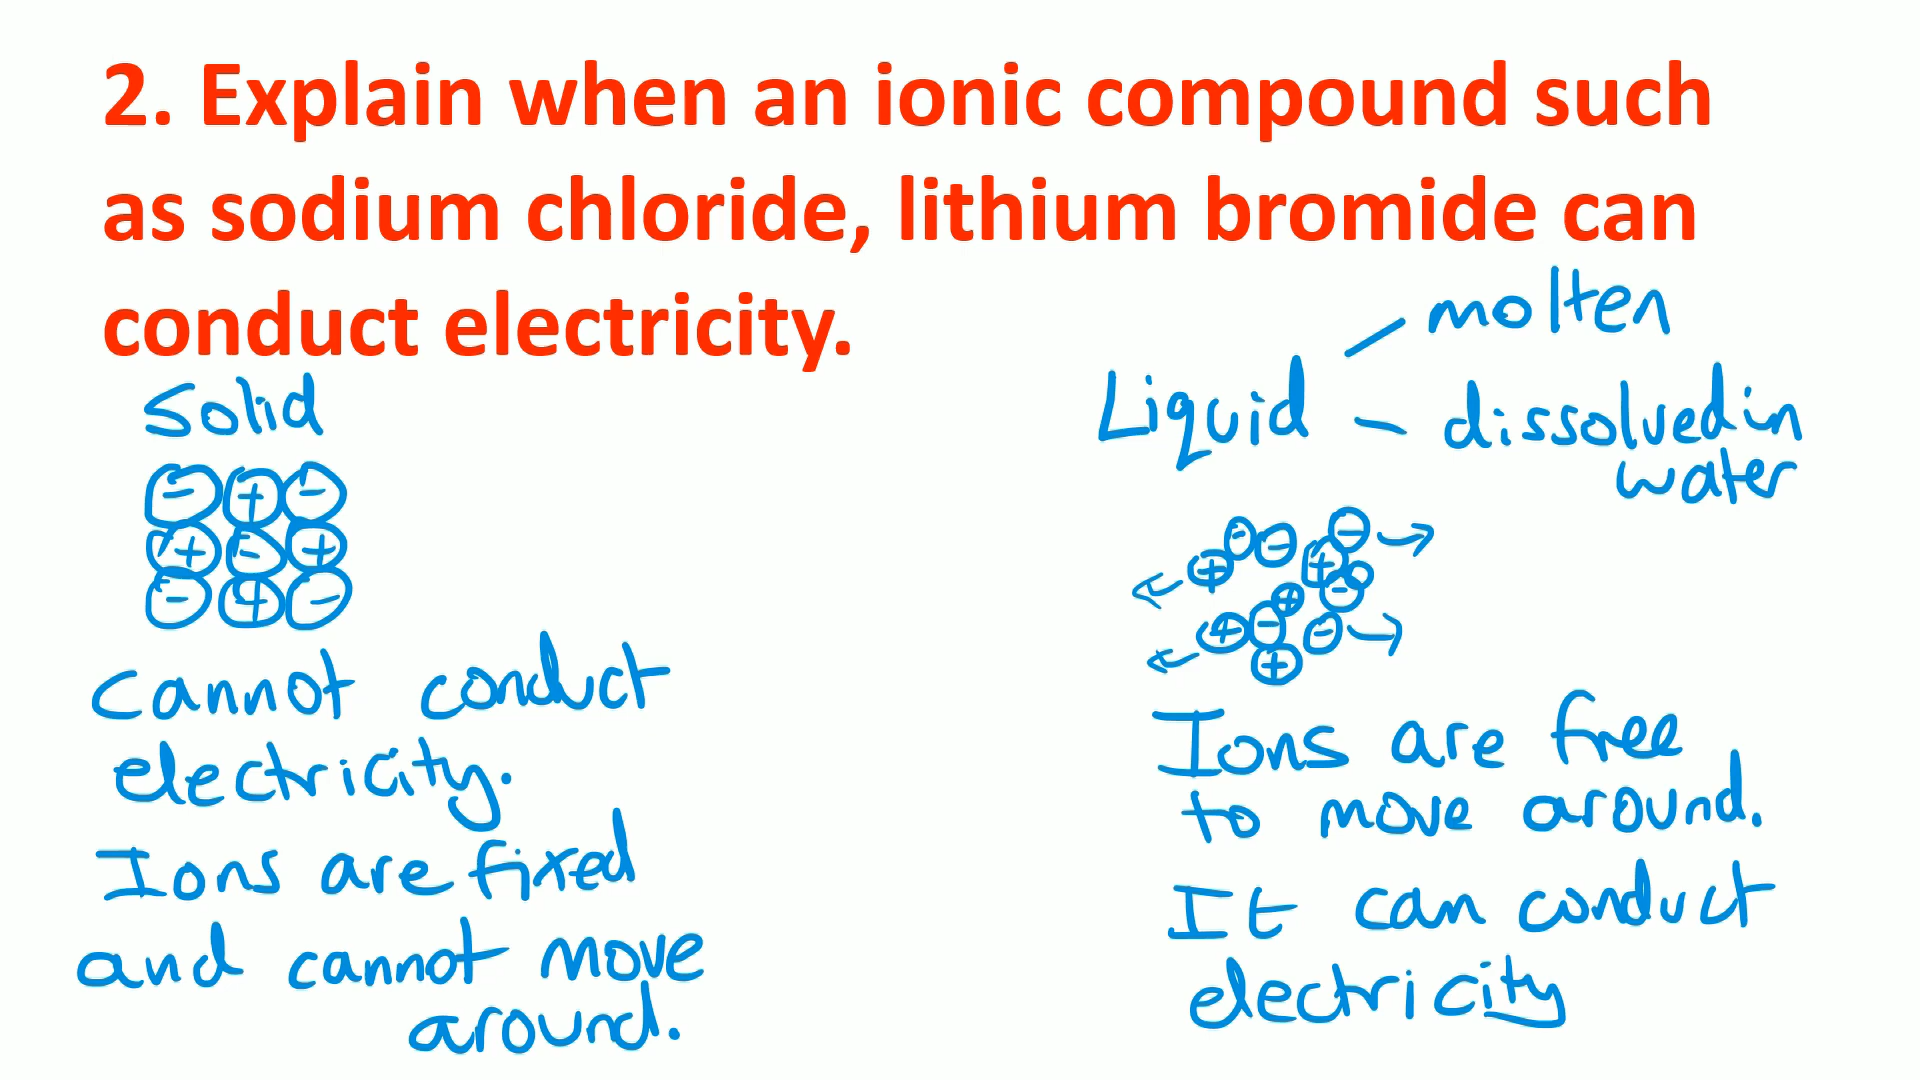 2. Explain when an ionic compound such
as sodium chloride, lithium bromide can
conduct electricity.
Solid
- + -
+ - +
- + -
cannot conduct
electricity.
Ions are fixed
and cannot move
around.
Liquid
molten
dissolved in
water
- - -
+ +
+ -
+ - -
+
Ions are free
to move around.
It can conduct
electricity